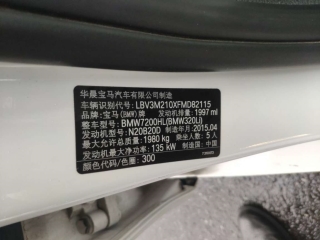 华晨宝马汽车有限公司制造
车辆识别代号: LBV3M210XFMD82115
品牌: 宝马(BMW)牌 发动机排量: 1997 ml
整车型号: BMW7200HL(BMW320Li)
发动机型号: N20B20D 制造年月: 2015.04
最大允许总质量: 1980 kg 乘坐人数: 5 人
发动机最大净功率: 135 kW 制造国: 中国
颜色代号/色圈: 300